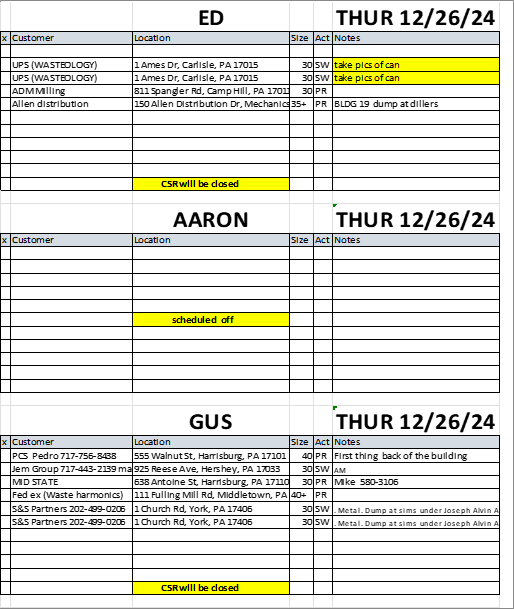 ED THUR 12/26/24
x Customer Location Size Act Notes
UPS (WASTEOLOGY) 1 Ames Dr, Carlisle, PA 17015 30 SW take pics of can
UPS (WASTEOLOGY) 1 Ames Dr, Carlisle, PA 17015 30 SW take pics of can
ADM Milling 811 Spangler Rd, Camp Hill, PA 1701 30 PR
Allen distribution 150 Allen Distribution Dr, Mechanics 35+ PR BLDG 19 dump at dillers
CSR will be closed
AARON THUR 12/26/24
x Customer Location Size Act Notes
scheduled off
GUS THUR 12/26/24
x Customer Location Size Act Notes
PCS Pedro 717-756-8438 555 Walnut St, Harrisburg, PA 17101 40 PR First thing back of the building
Jem Group 717-443-2139 ma 925 Reese Ave, Hershey, PA 17033 30 SW AM
MID STATE 638 Antoine St, Harrisburg, PA 17110 30 PR Mike 580-3106
Fed ex (Waste harmonics) 111 Fulling Mill Rd, Middletown, PA 40+ PR
S&S Partners 202-499-0206 1 Church Rd, York, PA 17406 30 SW . Metal. Dump at sims under Joseph Alvin A
S&S Partners 202-499-0206 1 Church Rd, York, PA 17406 30 SW . Metal. Dump at sims under Joseph Alvin A
CSR will be closed